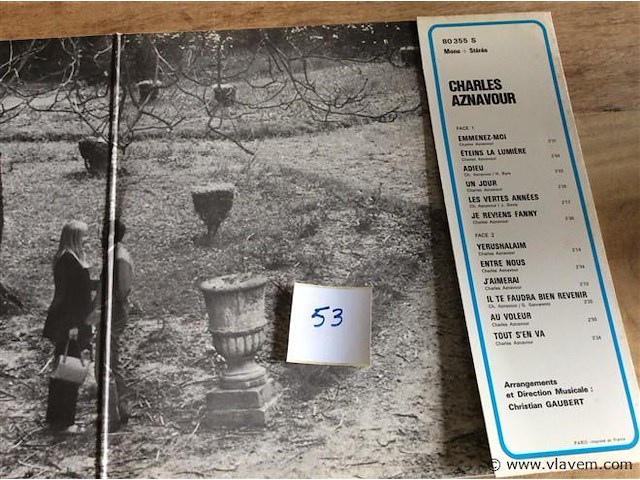 80 355 S
Mono + Stéréo
CHARLES
AZNAVOUR
FACE 1
EMMENEZ-MOI
Charles Aznavour
ÉTEINS LA LUMIÈRE
Charles Aznavour
ADIEU
UN JOUR
Charles Aznavour
LES VERTES ANNÉES
JE REVIENS FANNY
Charles Aznavour
FACE 2
YERUSHALAIM
Charles Aznavour
ENTRE NOUS
Charles Aznavour
J'AIMERAI
Charles Aznavour
IL TE FAUDRA BIEN REVENIR
AU VOLEUR
Charles Aznavour
TOUT S'EN VA
Charles Aznavour
Arrangements
et Direction Musicale :
Christian GAUBERT
53
© www.vlavem.com